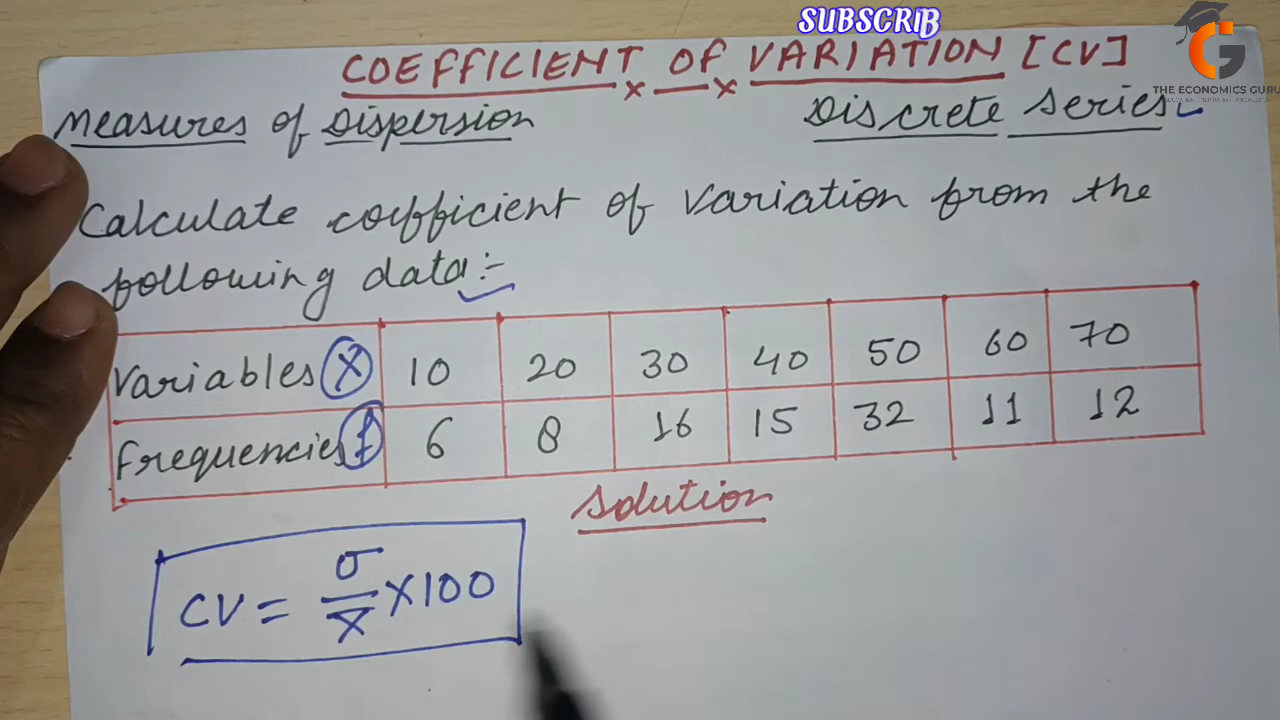 SUBSCRIB
COEFFICIENT OF VARIATION [CV]
THE ECONOMICS GURU
Measures of Dispersion
Discrete series
Calculate coefficient of variation from the
following data:-
Variables (X) 10 20 30 40 50 60 70
Frequencies f 6 8 16 15 32 11 12
Solution
CV = σ/X̄ × 100